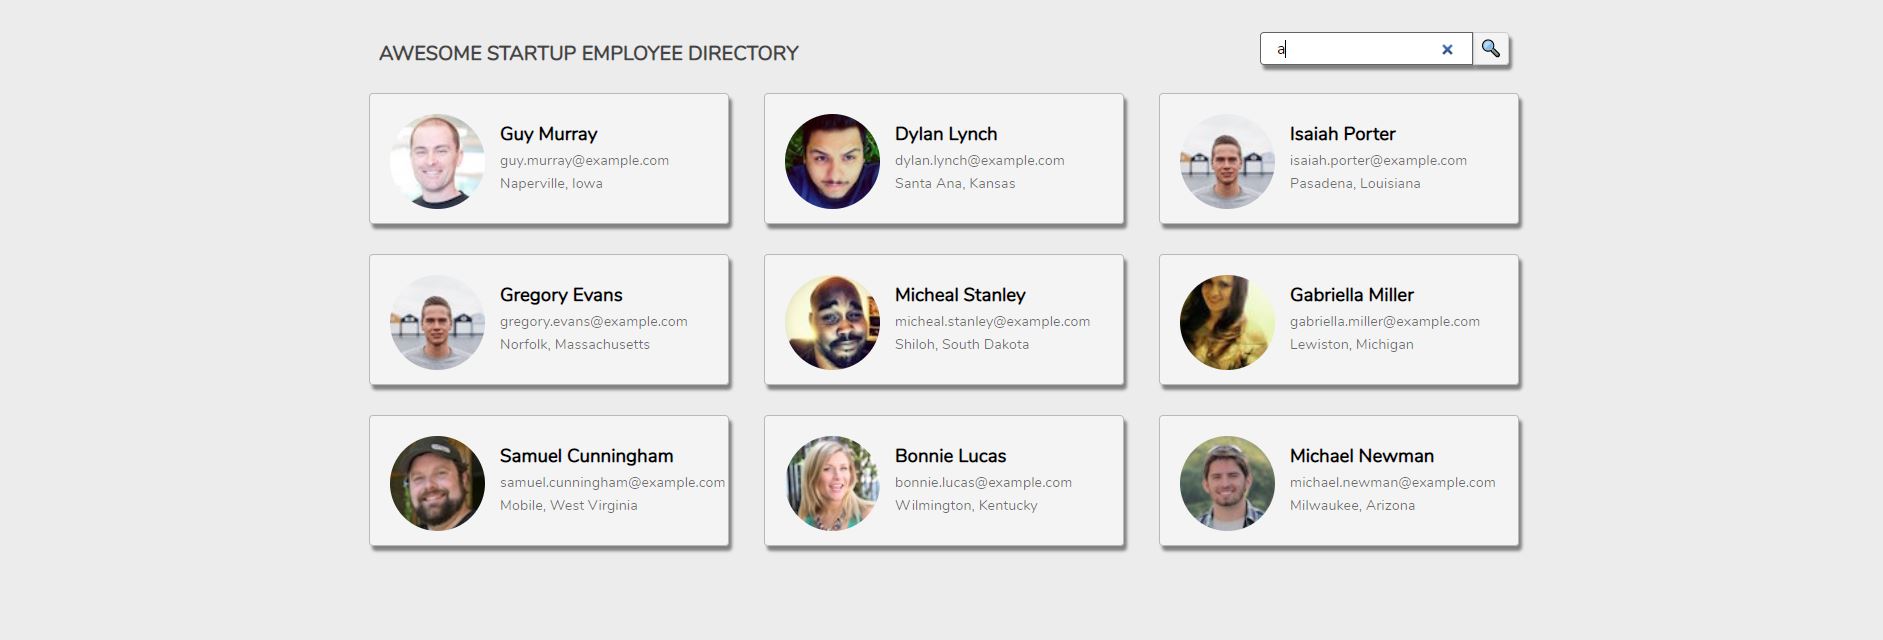 AWESOME STARTUP EMPLOYEE DIRECTORY
a
Guy Murray
guy.murray@example.com
Naperville, Iowa
Dylan Lynch
dylan.lynch@example.com
Santa Ana, Kansas
Isaiah Porter
isaiah.porter@example.com
Pasadena, Louisiana
Gregory Evans
gregory.evans@example.com
Norfolk, Massachusetts
Micheal Stanley
micheal.stanley@example.com
Shiloh, South Dakota
Gabriella Miller
gabriella.miller@example.com
Lewiston, Michigan
Samuel Cunningham
samuel.cunningham@example.com
Mobile, West Virginia
Bonnie Lucas
bonnie.lucas@example.com
Wilmington, Kentucky
Michael Newman
michael.newman@example.com
Milwaukee, Arizona